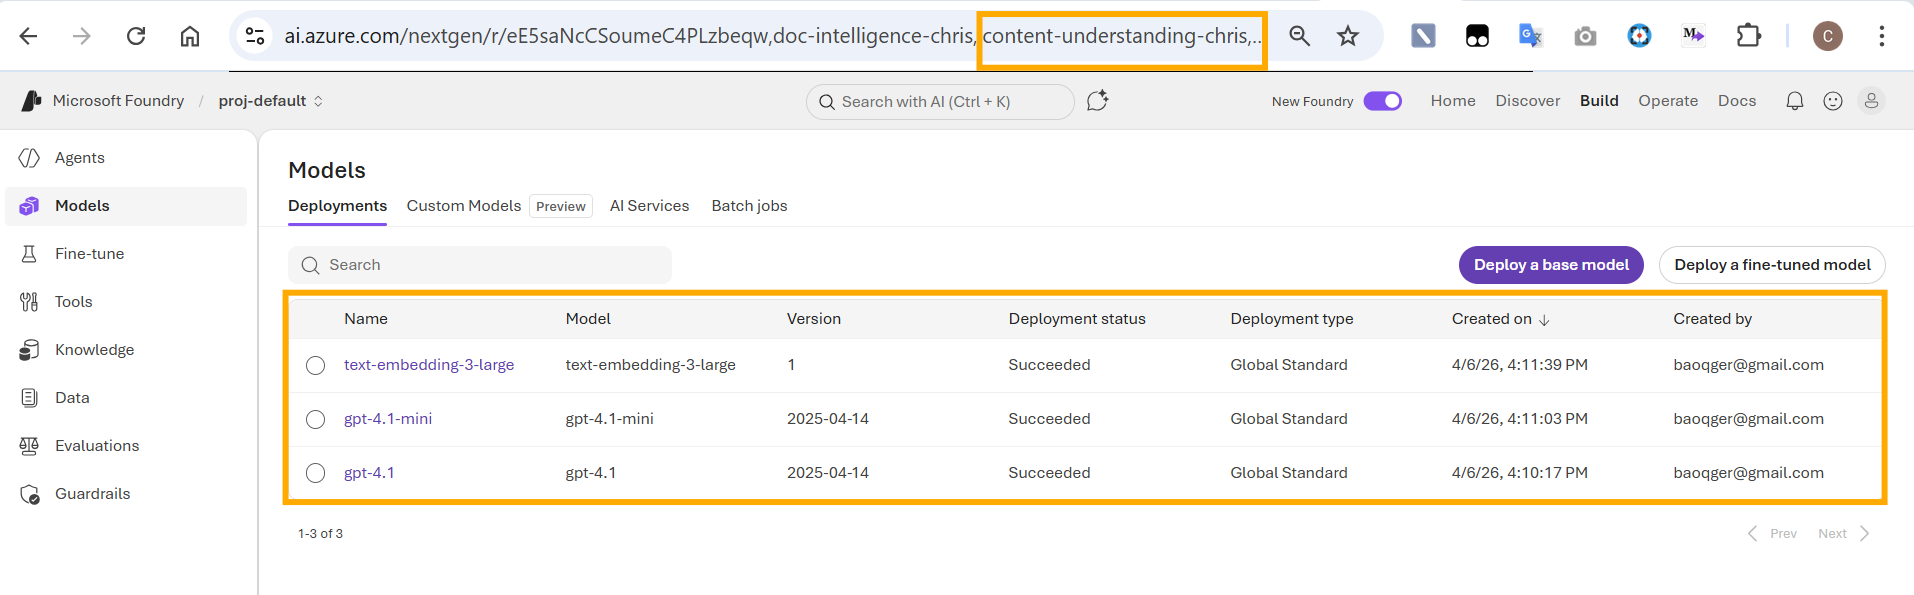 ai.azure.com/nextgen/r/eE5saNcCSoumeC4PLzbeqw,doc-intelligence-chris,content-understanding-chris,...
C
Microsoft Foundry / proj-default
Search with AI (Ctrl + K)
New Foundry
Home Discover Build Operate Docs
Agents
Models
Fine-tune
Tools
Knowledge
Data
Evaluations
Guardrails
Models
Deployments Custom Models Preview AI Services Batch jobs
Search
Deploy a base model Deploy a fine-tuned model
Name Model Version Deployment status Deployment type Created on Created by
text-embedding-3-large text-embedding-3-large 1 Succeeded Global Standard 4/6/26, 4:11:39 PM baoqger@gmail.com
gpt-4.1-mini gpt-4.1-mini 2025-04-14 Succeeded Global Standard 4/6/26, 4:11:03 PM baoqger@gmail.com
gpt-4.1 gpt-4.1 2025-04-14 Succeeded Global Standard 4/6/26, 4:10:17 PM baoqger@gmail.com
1-3 of 3
Prev Next